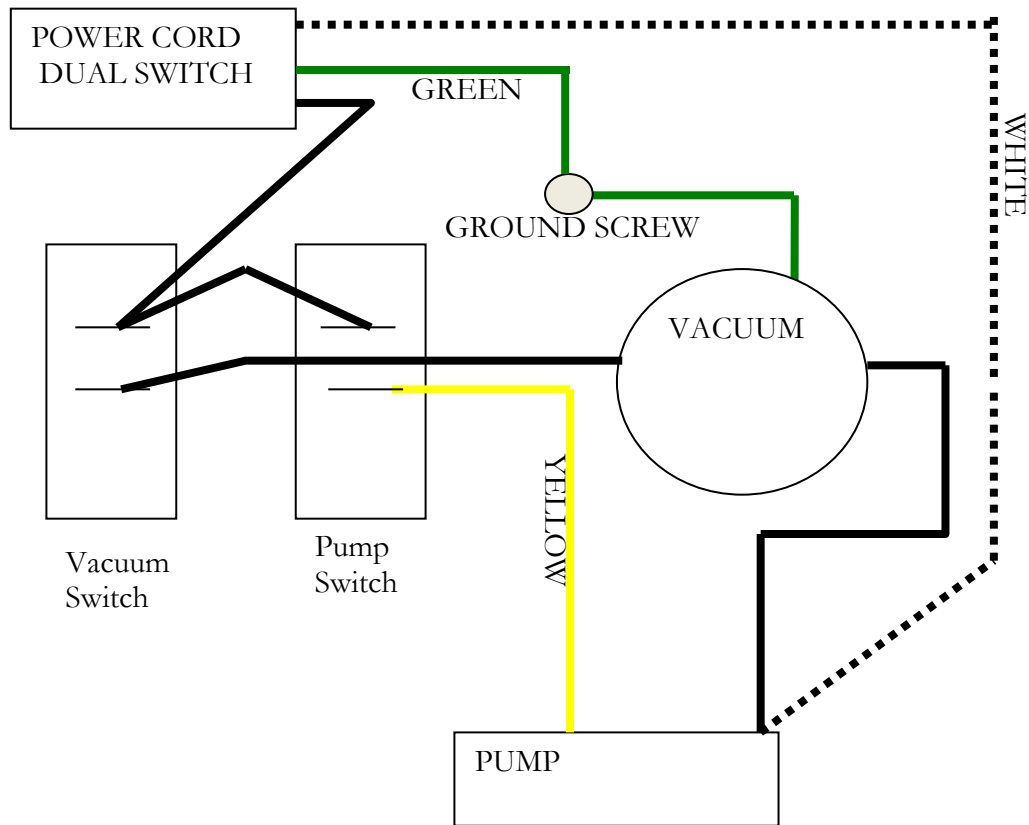 POWER CORD
DUAL SWITCH
GREEN
WHITE
GROUND SCREW
VACUUM
YELLOW
Vacuum
Switch
Pump
Switch
PUMP